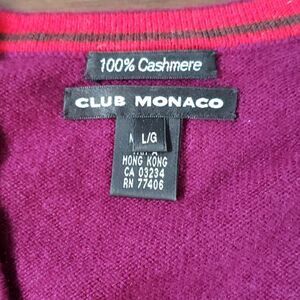 100% Cashmere
CLUB MONACO
L/G
HONG KONG
CA 03234
RN 77406